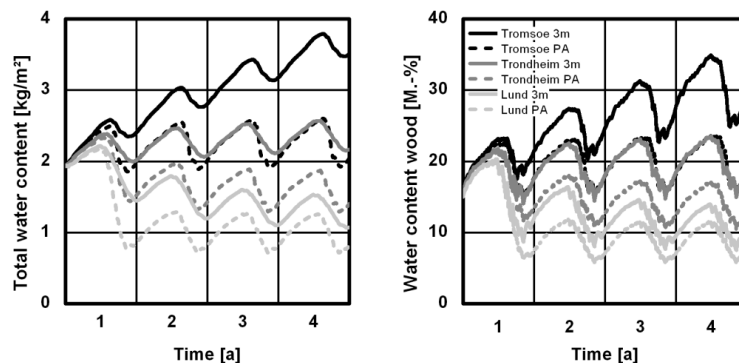 Total water content [kg/m²]
4
3
2
1
0
1 2 3 4
Time [a]
Water content wood [M.-%]
40
30
20
10
0
Tromsoe 3m
Tromsoe PA
Trondheim 3m
Trondheim PA
Lund 3m
Lund PA
1 2 3 4
Time [a]